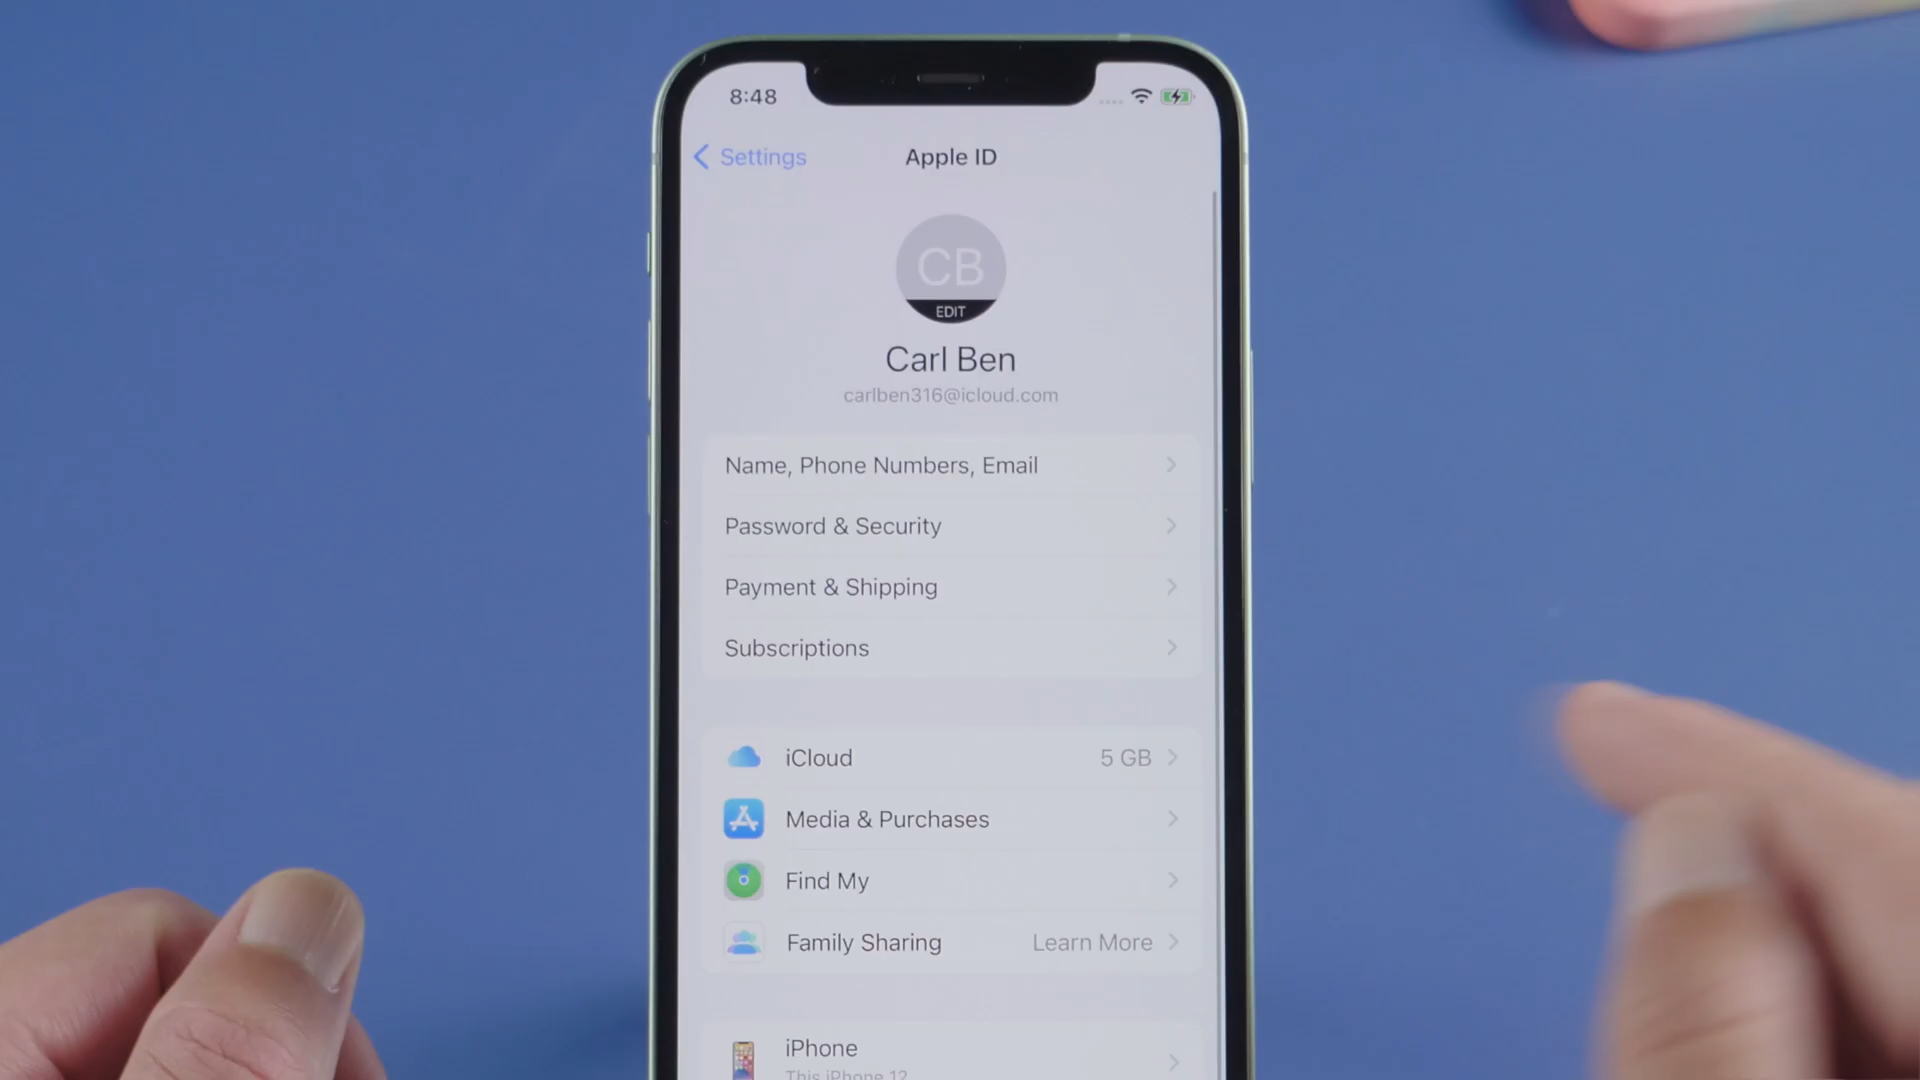 8:48
Settings
Apple ID
CB
EDIT
Carl Ben
carlben316@icloud.com
Name, Phone Numbers, Email
Password & Security
Payment & Shipping
Subscriptions
iCloud 5 GB
Media & Purchases
Find My
Family Sharing Learn More
iPhone
This iPhone 12